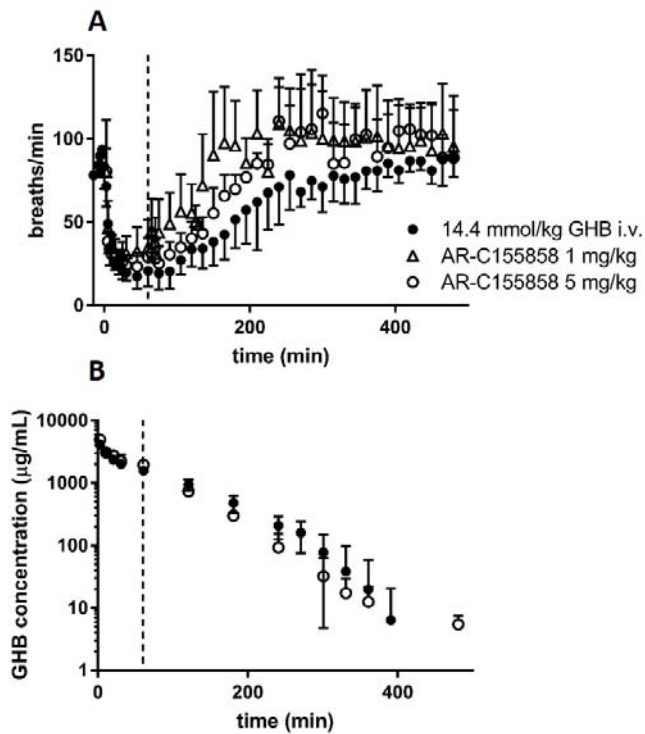 A
150
100
50
0
breaths/min
0
200
400
time (min)
14.4 mmol/kg GHB i.v.
AR-C155858 1 mg/kg
AR-C155858 5 mg/kg
B
10000
1000
100
10
1
GHB concentration (μg/mL)
0
200
400
time (min)